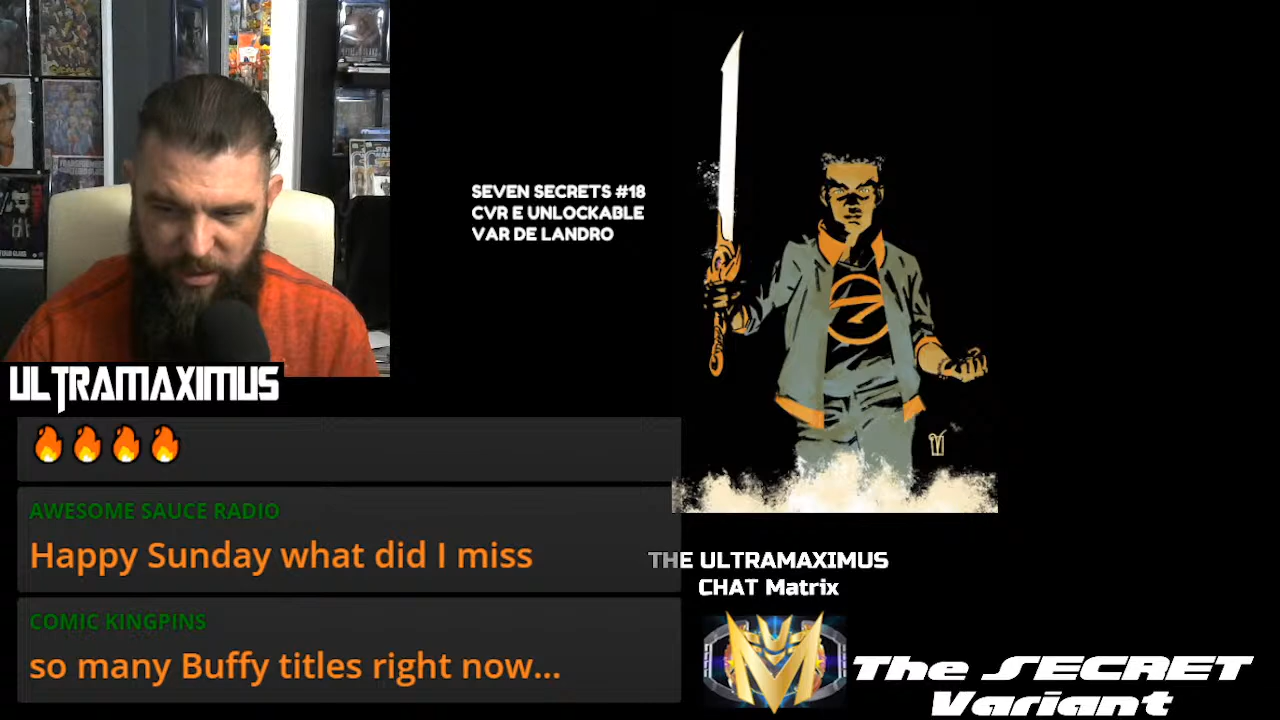 SEVEN SECRETS #18
CVR E UNLOCKABLE
VAR DE LANDRO
ULTRAMAXIMUS
AWESOME SAUCE RADIO
Happy Sunday what did I miss
COMIC KINGPINS
so many Buffy titles right now...
THE ULTRAMAXIMUS
CHAT Matrix
The SECRET
Variant